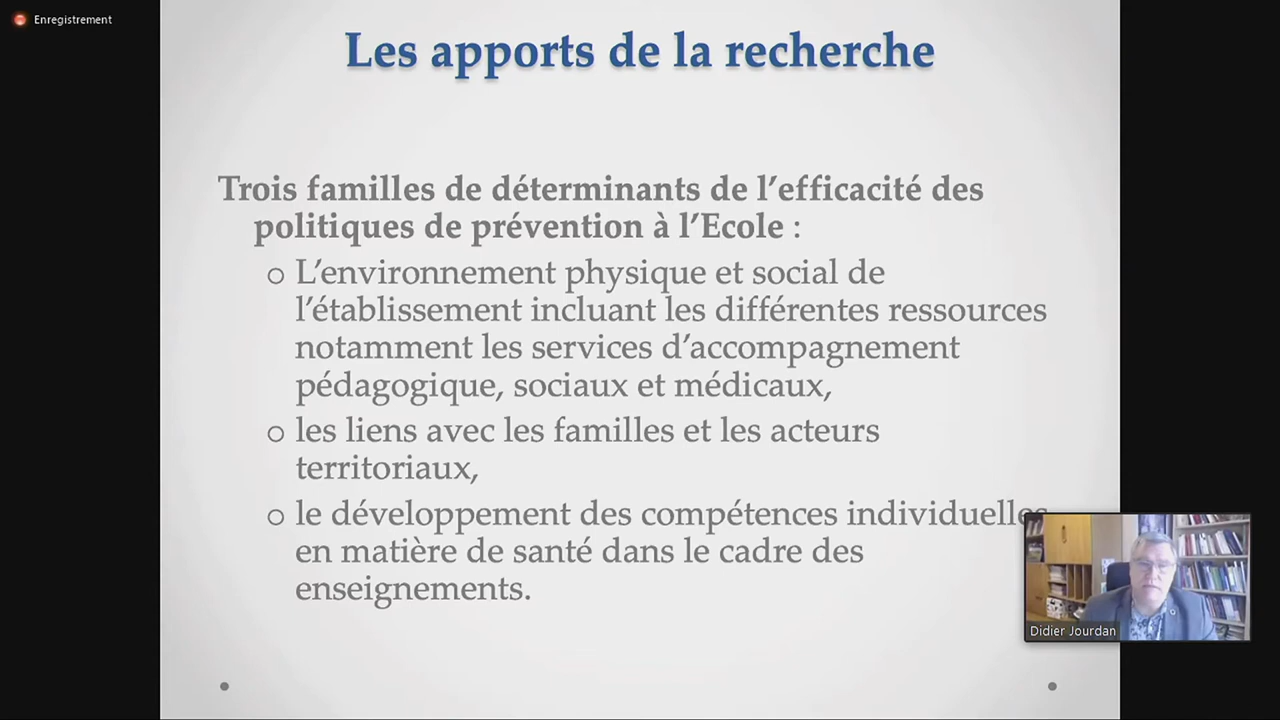 Enregistrement
Les apports de la recherche
Trois familles de déterminants de l’efficacité des
politiques de prévention à l’Ecole :
o L’environnement physique et social de
l’établissement incluant les différentes ressources
notamment les services d’accompagnement
pédagogique, sociaux et médicaux,
o les liens avec les familles et les acteurs
territoriaux,
o le développement des compétences individuelles
en matière de santé dans le cadre des
enseignements.
Didier Jourdan